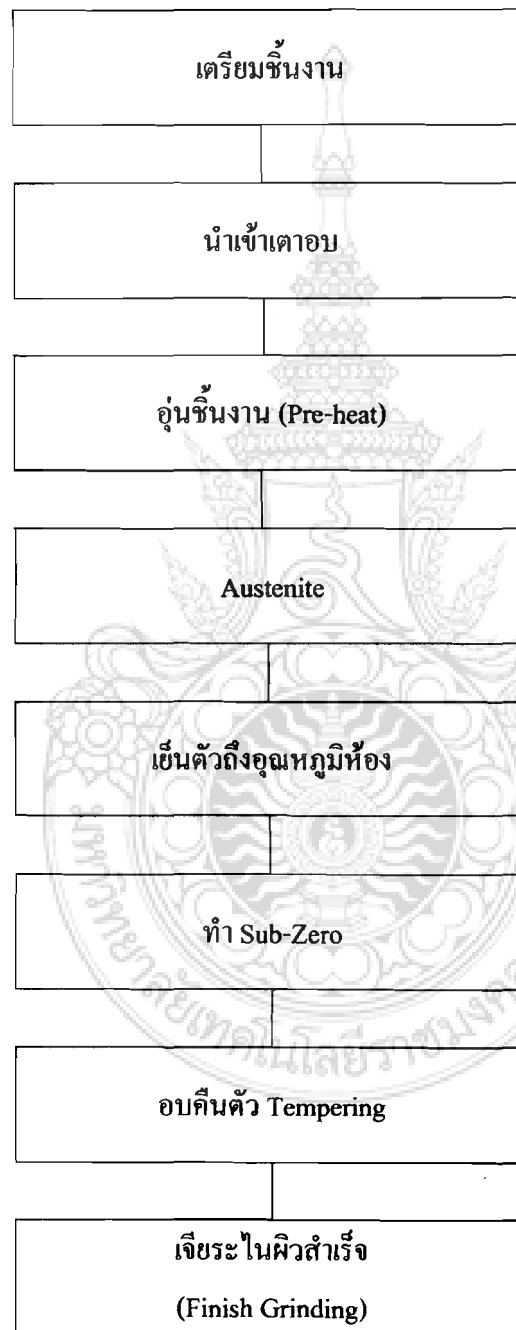 เตรียมชิ้นงาน
นำเข้าเตาอบ
อุ่นชิ้นงาน (Pre-heat)
Austenite
เย็นตัวถึงอุณหภูมิห้อง
ทำ Sub-Zero
อบคืนตัว Tempering
เจียระไนผิวสำเร็จ
(Finish Grinding)